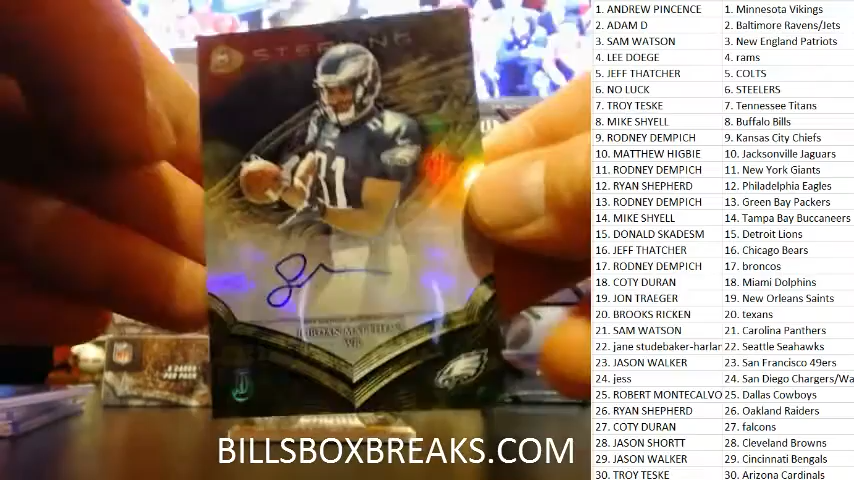 STERLING
81
JORDAN MATTHEWS
WR
NFL
BILLSBOXBREAKS.COM
1. ANDREW PINCENCE 1. Minnesota Vikings
2. ADAM D 2. Baltimore Ravens/Jets
3. SAM WATSON 3. New England Patriots
4. LEE DOEGE 4. rams
5. JEFF THATCHER 5. COLTS
6. NO LUCK 6. STEELERS
7. TROY TESKE 7. Tennessee Titans
8. MIKE SHYELL 8. Buffalo Bills
9. RODNEY DEMPICH 9. Kansas City Chiefs
10. MATTHEW HIGBIE 10. Jacksonville Jaguars
11. RODNEY DEMPICH 11. New York Giants
12. RYAN SHEPHERD 12. Philadelphia Eagles
13. RODNEY DEMPICH 13. Green Bay Packers
14. MIKE SHYELL 14. Tampa Bay Buccaneers
15. DONALD SKADESM 15. Detroit Lions
16. JEFF THATCHER 16. Chicago Bears
17. RODNEY DEMPICH 17. broncos
18. COTY DURAN 18. Miami Dolphins
19. JON TRAEGER 19. New Orleans Saints
20. BROOKS RICKEN 20. texans
21. SAM WATSON 21. Carolina Panthers
22. jane studebaker-harlar 22. Seattle Seahawks
23. JASON WALKER 23. San Francisco 49ers
24. jess 24. San Diego Chargers/Wa
25. ROBERT MONTECALVO 25. Dallas Cowboys
26. RYAN SHEPHERD 26. Oakland Raiders
27. COTY DURAN 27. falcons
28. JASON SHORTT 28. Cleveland Browns
29. JASON WALKER 29. Cincinnati Bengals
30. TROY TESKE 30. Arizona Cardinals